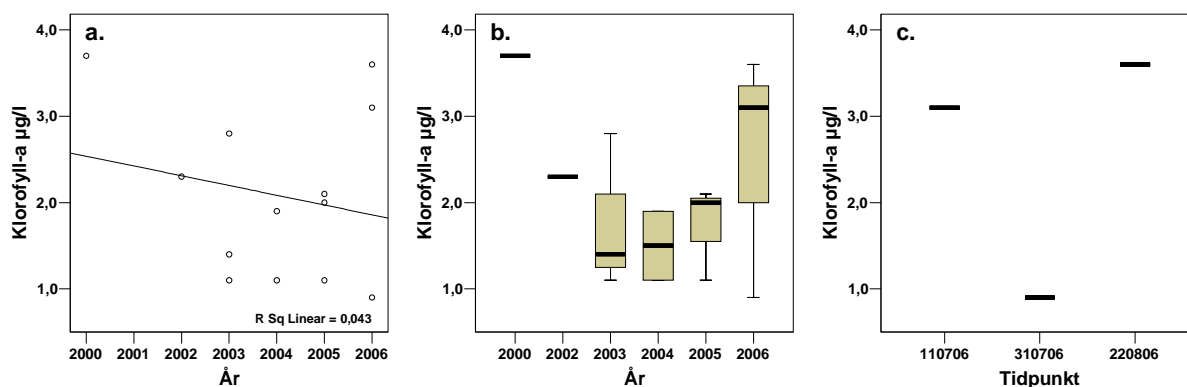 a.
Klorofyll-a µg/l
4,0
3,0
2,0
1,0
R Sq Linear = 0,043
2000 2001 2002 2003 2004 2005 2006
År
b.
Klorofyll-a µg/l
4,0
3,0
2,0
1,0
2000 2002 2003 2004 2005 2006
År
c.
Klorofyll-a µg/l
4,0
3,0
2,0
1,0
110706 310706 220806
Tidpunkt